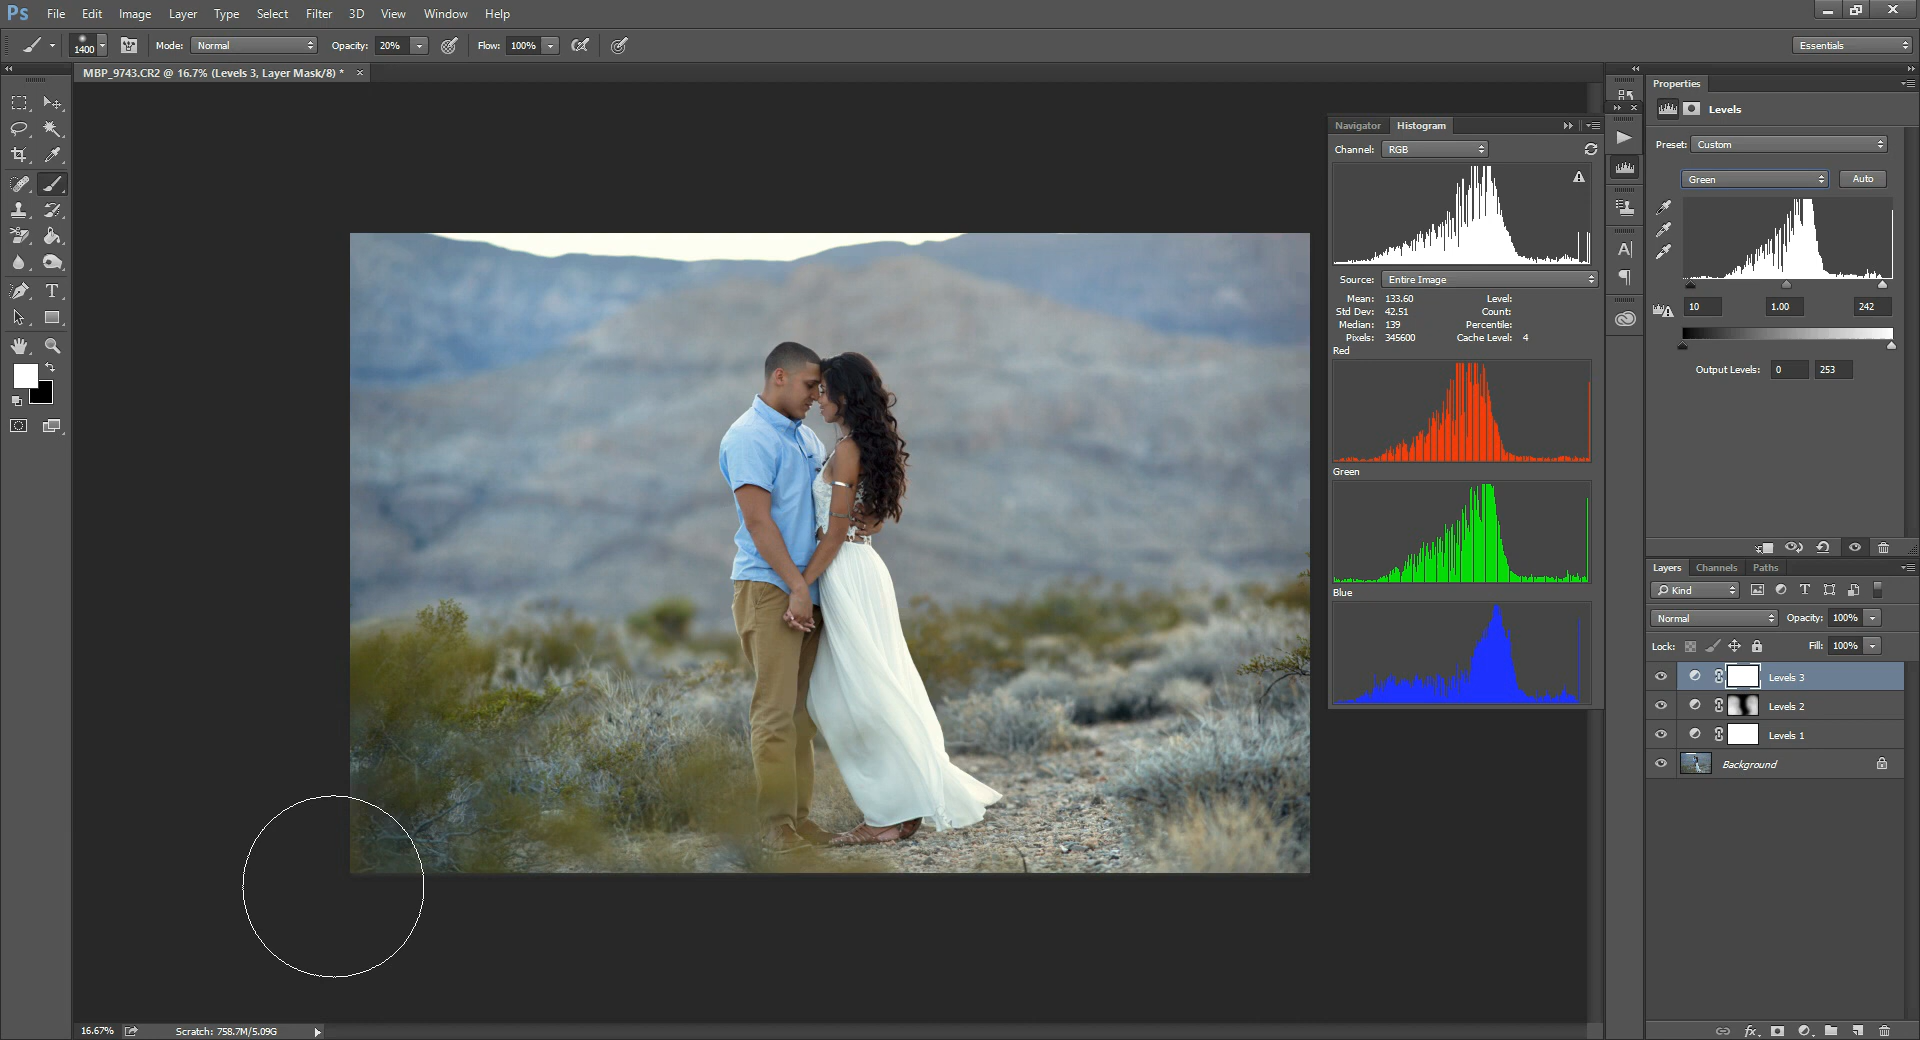 Ps File Edit Image Layer Type Select Filter 3D View Window Help
1400 Mode: Normal Opacity: 20% Flow: 100% Essentials
MBP_9743.CR2 @ 16.7% (Levels 3, Layer Mask/8) *
Navigator Histogram
Channel: RGB
Source: Entire Image
Mean: 133.60 Level:
Std Dev: 42.51 Count:
Median: 139 Percentile:
Pixels: 345600 Cache Level: 4
Red
Green
Blue
Properties
Levels
Preset: Custom
Green Auto
10 1.00 242
Output Levels: 0 253
Layers Channels Paths
Kind
Normal Opacity: 100%
Lock: Fill: 100%
Levels 3
Levels 2
Levels 1
Background
fx
16.67% Scratch: 758.7M/5.09G